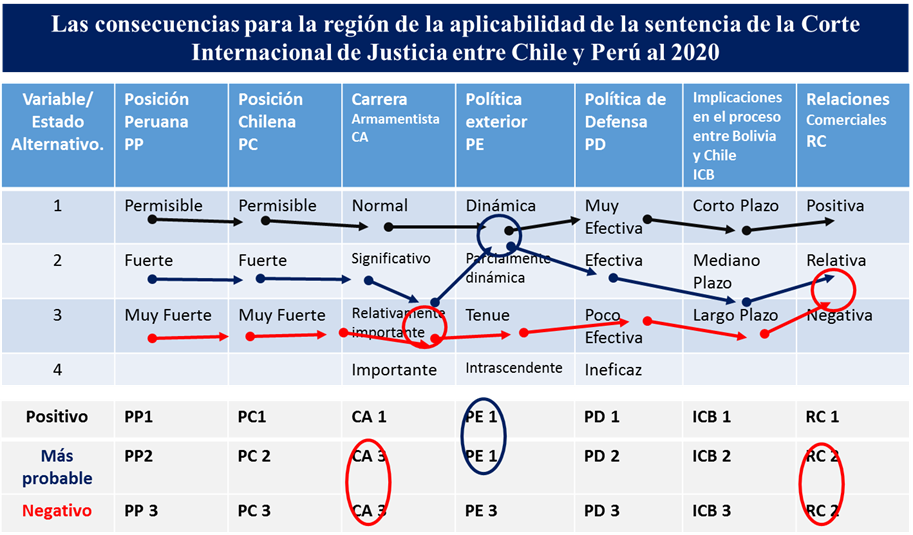 Las consecuencias para la región de la aplicabilidad de la sentencia de la Corte
Internacional de Justicia entre Chile y Perú al 2020
Variable/
Estado
Alternativo.
Posición
Peruana
PP
Posición
Chilena
PC
Carrera
Armamentista
CA
Política
exterior
PE
Política de
Defensa
PD
Implicaciones
en el proceso
entre Bolivia
y Chile
ICB
Relaciones
Comerciales
RC
1
Permisible
Permisible
Normal
Dinámica
Muy
Efectiva
Corto Plazo
Positiva
2
Fuerte
Fuerte
Significativo
Parcialmente
dinámica
Efectiva
Mediano
Plazo
Relativa
3
Muy Fuerte
Muy Fuerte
Relativamente
importante
Tenue
Poco
Efectiva
Largo Plazo
Negativa
4
Importante
Intrascendente
Ineficaz
Positivo
PP1
PC1
CA 1
PE 1
PD 1
ICB 1
RC 1
Más
probable
PP2
PC 2
CA 3
PE 1
PD 2
ICB 2
RC 2
Negativo
PP 3
PC 3
CA 3
PE 3
PD 3
ICB 3
RC 2